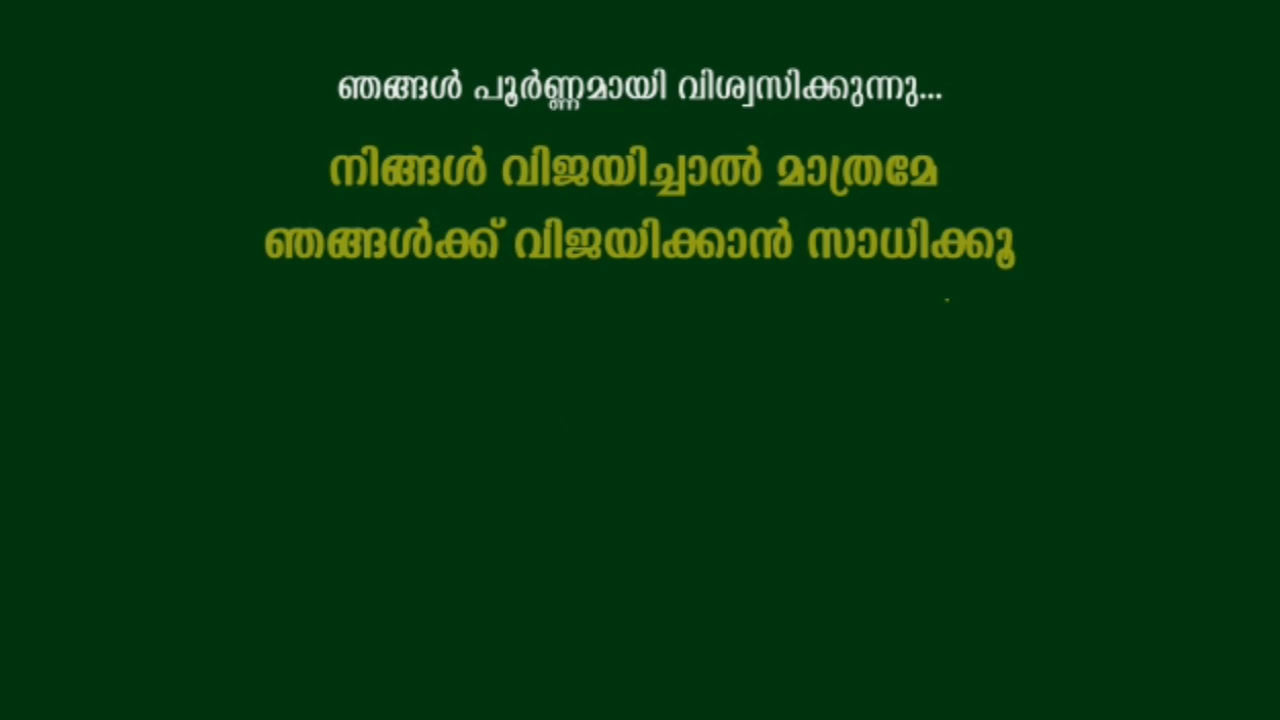 ഞങ്ങൾ പൂർണ്ണമായി വിശ്വസിക്കുന്നു...
നിങ്ങൾ വിജയിച്ചാൽ മാത്രമേ
ഞങ്ങൾക്ക് വിജയിക്കാൻ സാധിക്കൂ